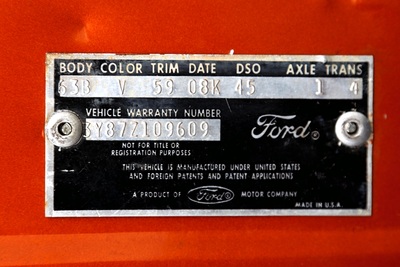 BODY COLOR TRIM DATE DSO AXLE TRANS
63B V 59 08K 45 1 4
VEHICLE WARRANTY NUMBER
3Y87Z109609
Ford®
NOT FOR TITLE OR
REGISTRATION PURPOSES
THIS VEHICLE IS MANUFACTURED UNDER UNITED STATES
AND FOREIGN PATENTS AND PATENT APPLICATIONS
A PRODUCT OF Ford MOTOR COMPANY
MADE IN U.S.A.